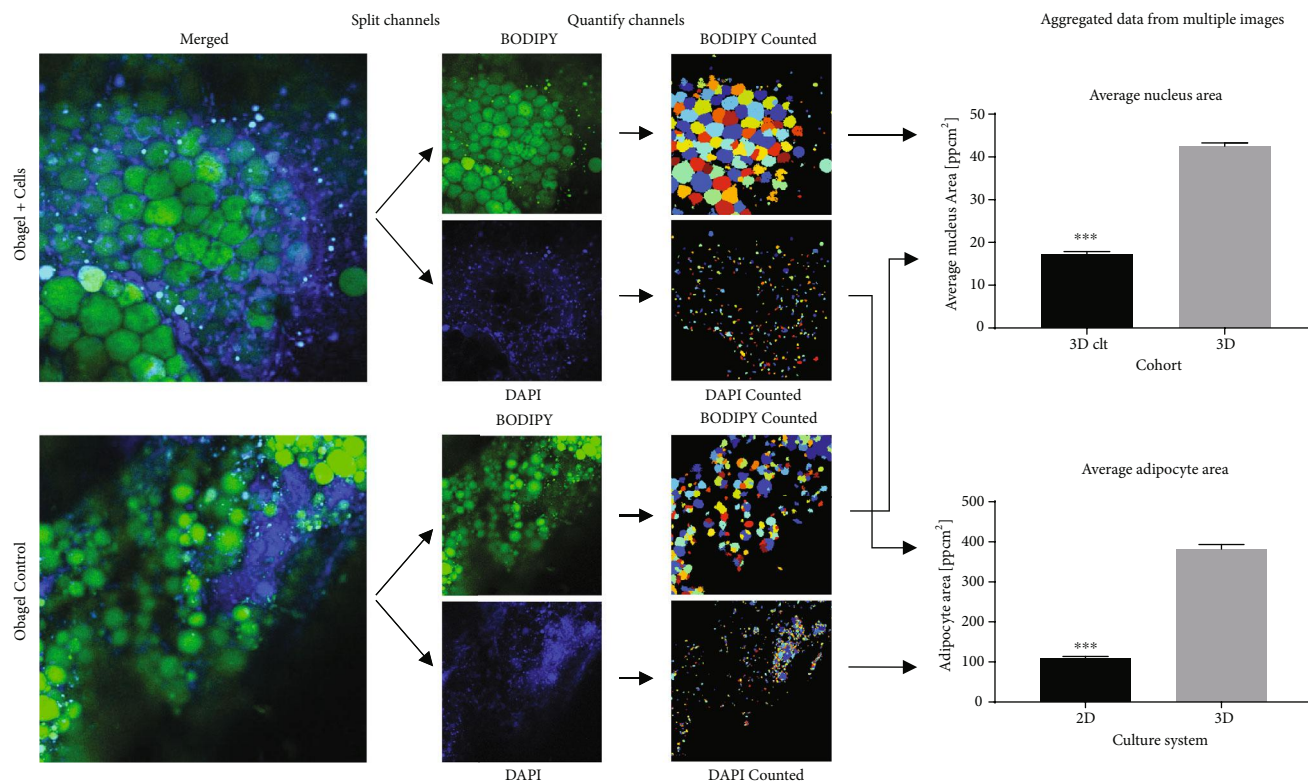 Split channels
Quantify channels
Aggregated data from multiple images
Merged
BODIPY
BODIPY Counted
Obagel + Cells
DAPI
DAPI Counted
BODIPY
BODIPY Counted
Obagel Control
DAPI
DAPI Counted
Average nucleus area
Average nucleus Area [ppcm²]
50
40
30
20
10
0
***
3D clt
3D
Cohort
Average adipocyte area
Adipocyte area [ppcm²]
500
400
300
200
100
0
***
2D
3D
Culture system